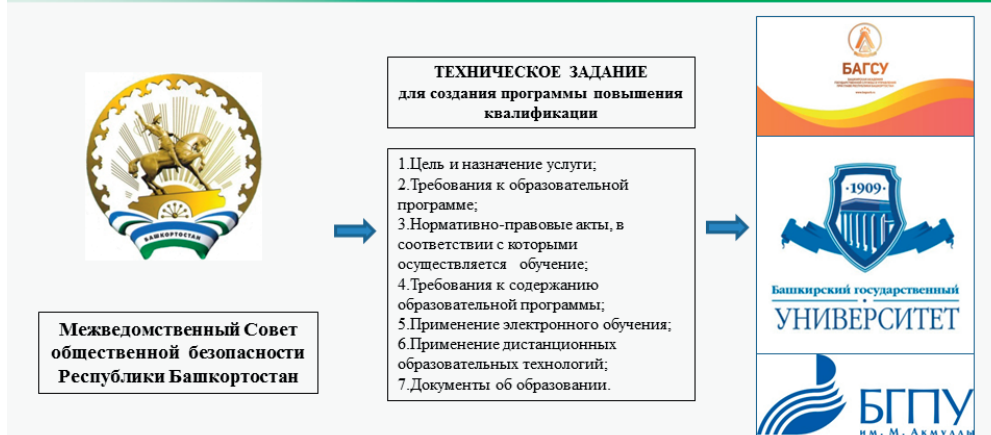 БАШКОРТОСТАН
Межведомственный Совет
общественной безопасности
Республики Башкортостан
ТЕХНИЧЕСКОЕ ЗАДАНИЕ
для создания программы повышения
квалификации
1.Цель и назначение услуги;
2.Требования к образовательной
программе;
3.Нормативно-правовые акты, в
соответствии с которыми
осуществляется обучение;
4.Требования к содержанию
образовательной программы;
5.Применение электронного обучения;
6.Применение дистанционных
образовательных технологий;
7.Документы об образовании.
БАГСУ
·1909·
Башкирский государственный
УНИВЕРСИТЕТ
БГПУ
им. М. Акмуллы